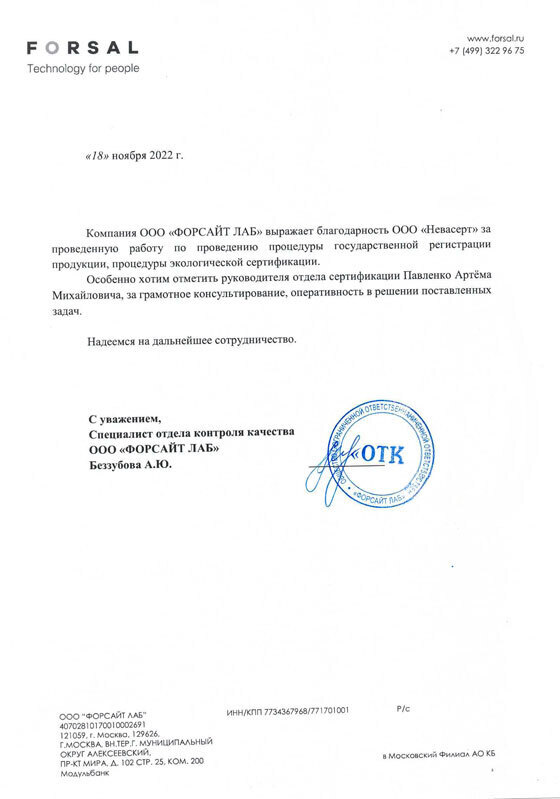 FORSAL
Technology for people
www.forsal.ru
+7 (499) 322 96 75
«18» ноября 2022 г.
Компания ООО «ФОРСАЙТ ЛАБ» выражает благодарность ООО «Невасерт» за
проведенную работу по проведению процедуры государственной регистрации
продукции, процедуры экологической сертификации.
Особенно хотим отметить руководителя отдела сертификации Павленко Артёма
Михайловича, за грамотное консультирование, оперативность в решении поставленных
задач.
Надеемся на дальнейшее сотрудничество.
С уважением,
Специалист отдела контроля качества
ООО «ФОРСАЙТ ЛАБ»
Беззубова А.Ю.
ОГРАНИЧЕННОЙ ОТВЕТСТВЕННОСТЬЮ
«ОТК
«ФОРСАЙТ ЛАБ»
ООО "ФОРСАЙТ ЛАБ"
40702810170010002691
121059, г. Москва, 129626,
Г.МОСКВА, ВН.ТЕР.Г. МУНИЦИПАЛЬНЫЙ
ОКРУГ АЛЕКСЕЕВСКИЙ,
ПР-КТ МИРА, Д. 102 СТР. 25, КОМ. 200
Модульбанк
ИНН/КПП 7734367968/771701001
Р/с
в Московский Филиал АО КБ